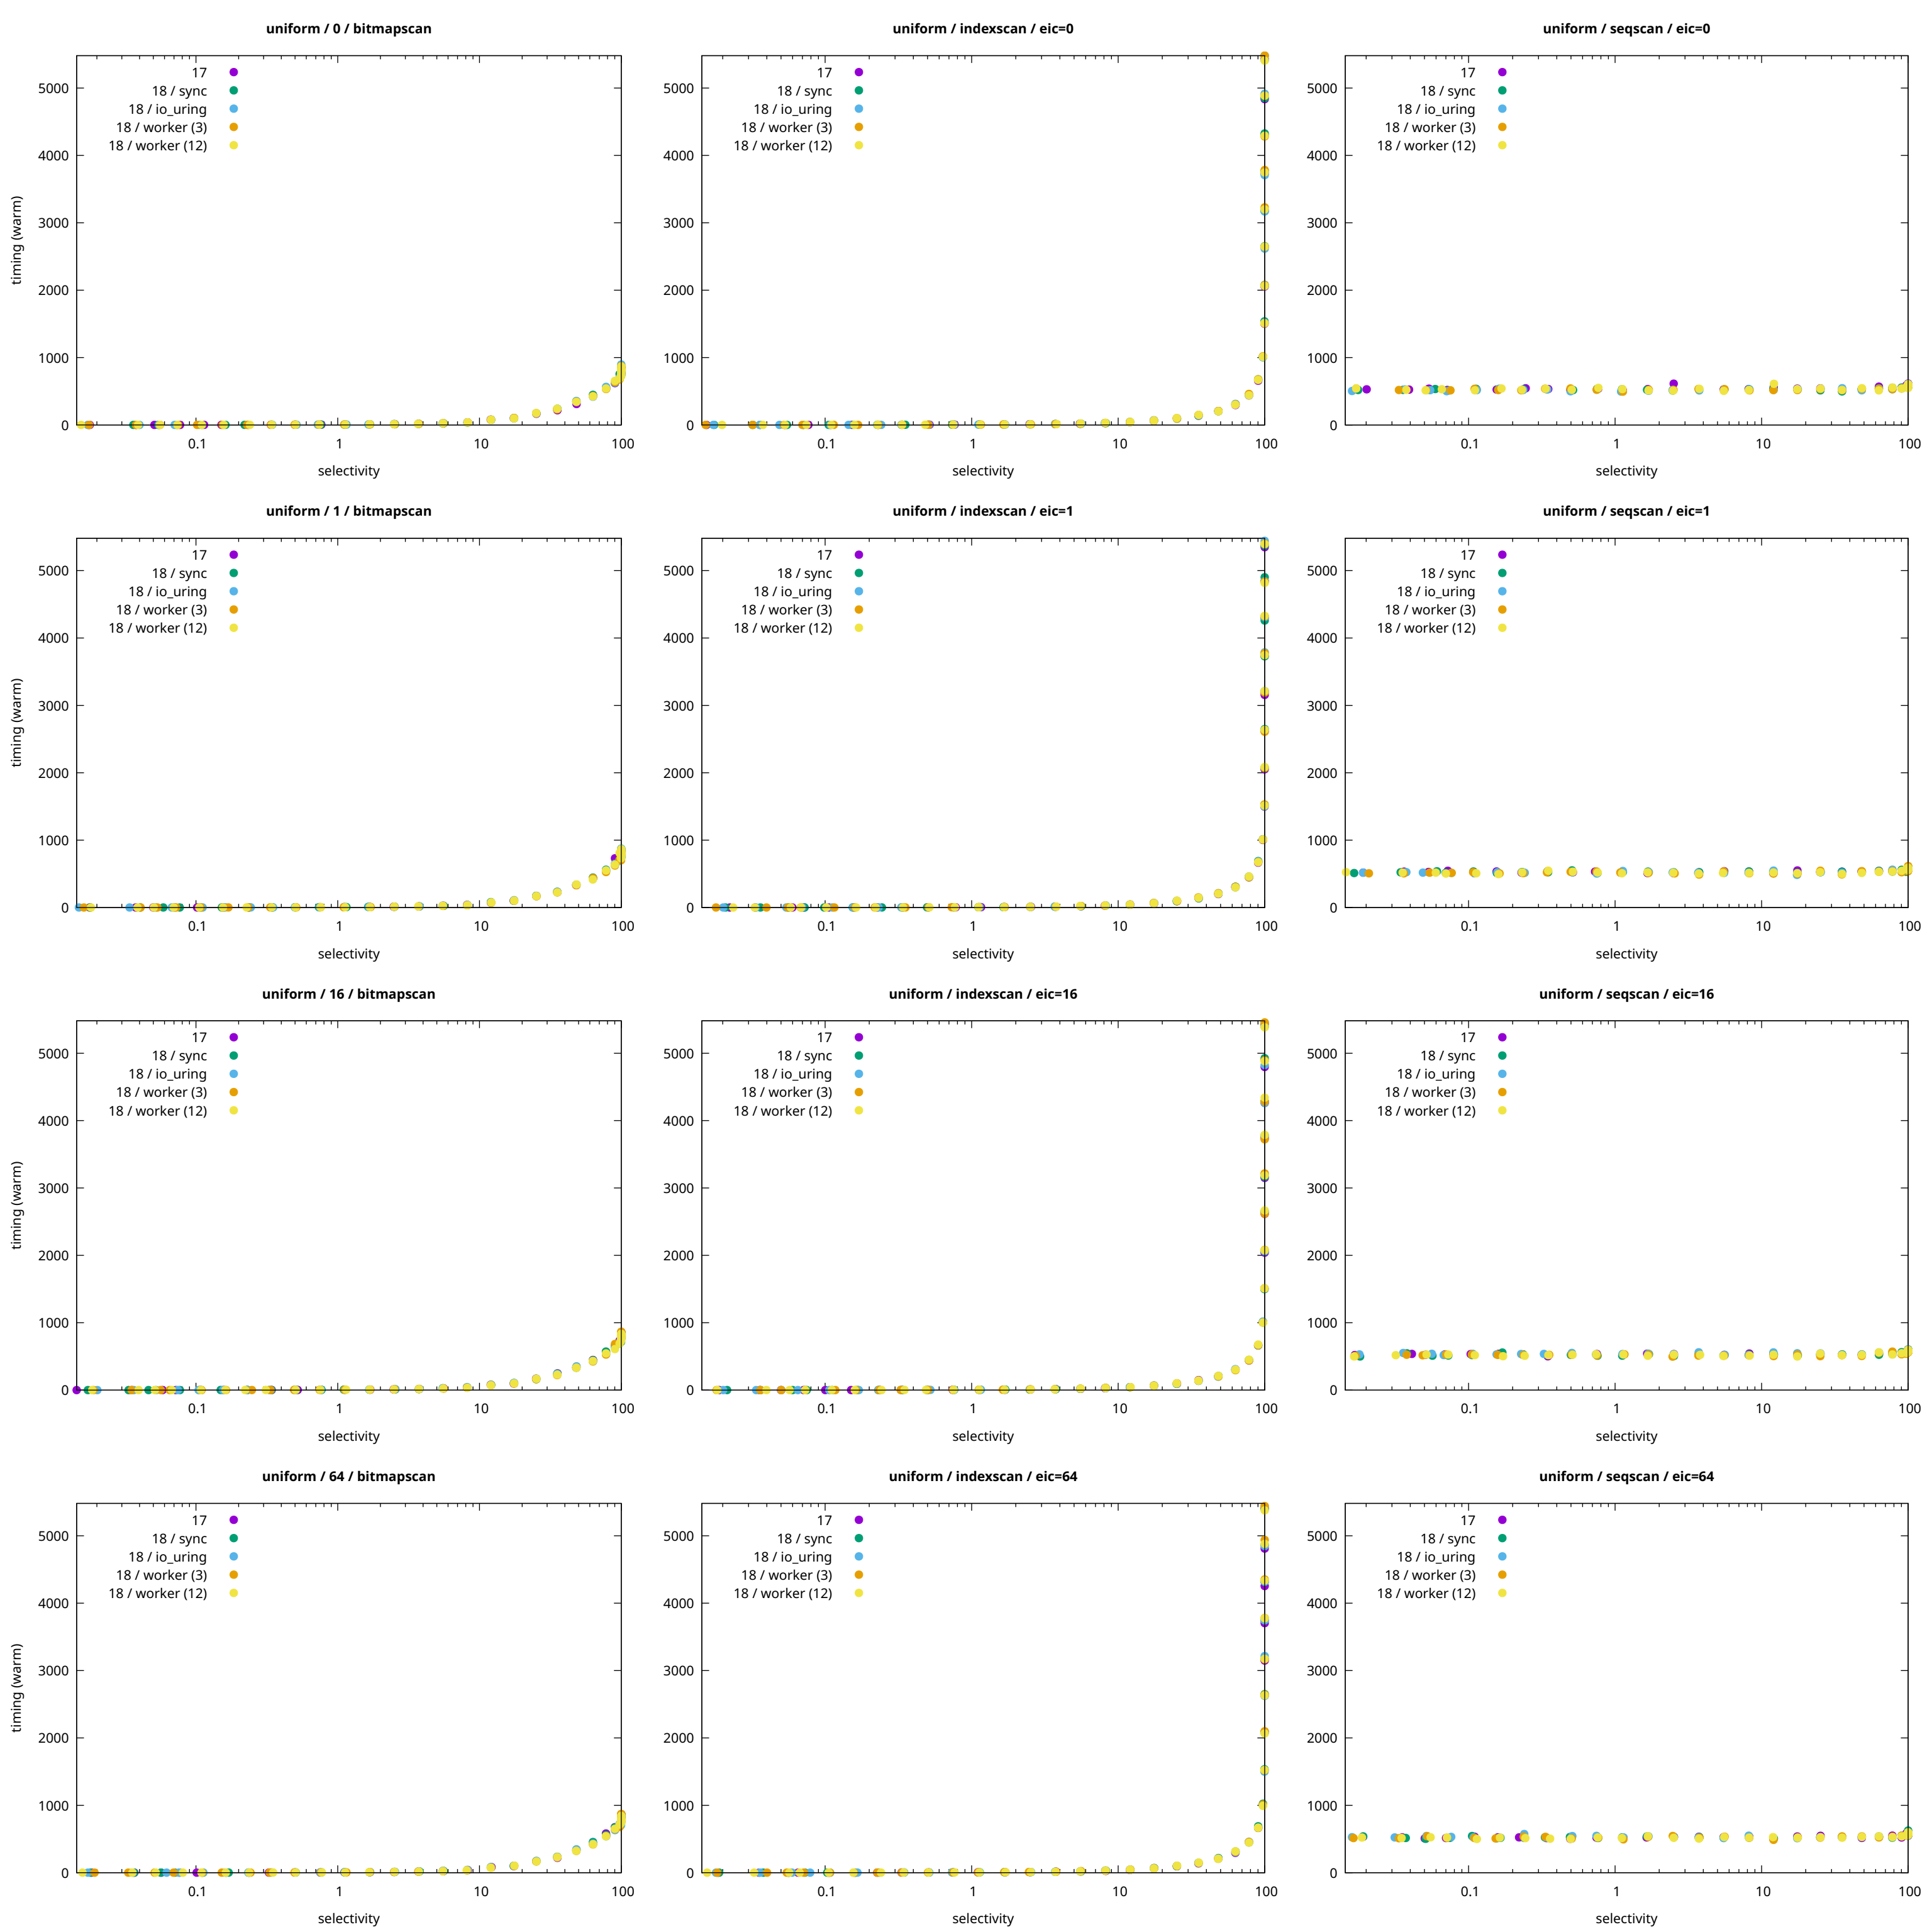 uniform / 0 / bitmapscan
timing (warm)
5000
4000
3000
2000
1000
0
17
18 / sync
18 / io_uring
18 / worker (3)
18 / worker (12)
0.1 1 10 100
selectivity
uniform / indexscan / eic=0
5000
4000
3000
2000
1000
0
17
18 / sync
18 / io_uring
18 / worker (3)
18 / worker (12)
0.1 1 10 100
selectivity
uniform / seqscan / eic=0
5000
4000
3000
2000
1000
0
17
18 / sync
18 / io_uring
18 / worker (3)
18 / worker (12)
0.1 1 10 100
selectivity
uniform / 1 / bitmapscan
timing (warm)
5000
4000
3000
2000
1000
0
17
18 / sync
18 / io_uring
18 / worker (3)
18 / worker (12)
0.1 1 10 100
selectivity
uniform / indexscan / eic=1
5000
4000
3000
2000
1000
0
17
18 / sync
18 / io_uring
18 / worker (3)
18 / worker (12)
0.1 1 10 100
selectivity
uniform / seqscan / eic=1
5000
4000
3000
2000
1000
0
17
18 / sync
18 / io_uring
18 / worker (3)
18 / worker (12)
0.1 1 10 100
selectivity
uniform / 16 / bitmapscan
timing (warm)
5000
4000
3000
2000
1000
0
17
18 / sync
18 / io_uring
18 / worker (3)
18 / worker (12)
0.1 1 10 100
selectivity
uniform / indexscan / eic=16
5000
4000
3000
2000
1000
0
17
18 / sync
18 / io_uring
18 / worker (3)
18 / worker (12)
0.1 1 10 100
selectivity
uniform / seqscan / eic=16
5000
4000
3000
2000
1000
0
17
18 / sync
18 / io_uring
18 / worker (3)
18 / worker (12)
0.1 1 10 100
selectivity
uniform / 64 / bitmapscan
timing (warm)
5000
4000
3000
2000
1000
0
17
18 / sync
18 / io_uring
18 / worker (3)
18 / worker (12)
0.1 1 10 100
selectivity
uniform / indexscan / eic=64
5000
4000
3000
2000
1000
0
17
18 / sync
18 / io_uring
18 / worker (3)
18 / worker (12)
0.1 1 10 100
selectivity
uniform / seqscan / eic=64
5000
4000
3000
2000
1000
0
17
18 / sync
18 / io_uring
18 / worker (3)
18 / worker (12)
0.1 1 10 100
selectivity